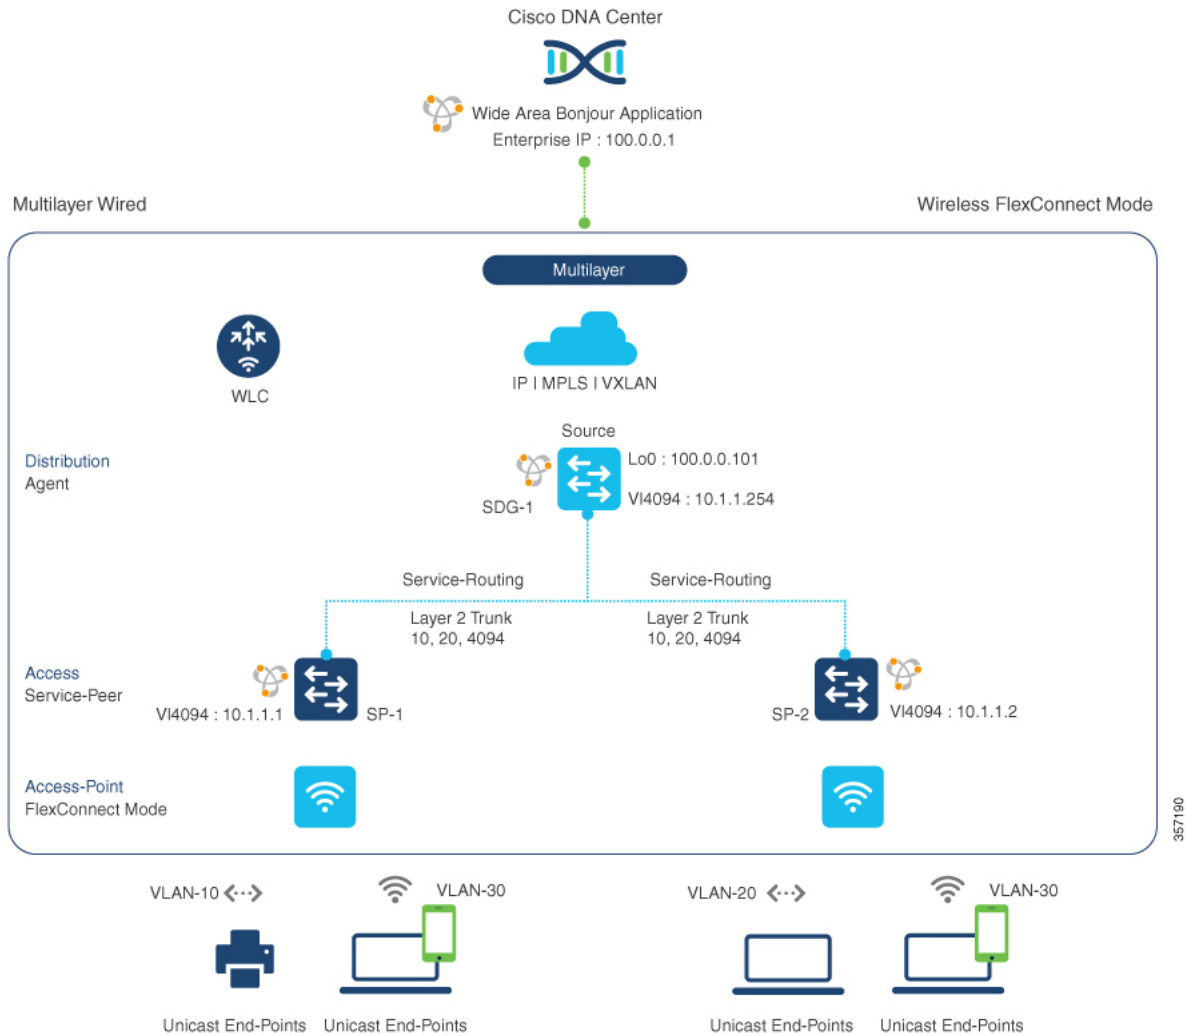 Cisco DNA Center
Wide Area Bonjour Application
Enterprise IP : 100.0.0.1
Multilayer Wired
Wireless FlexConnect Mode
Multilayer
WLC
IP I MPLS I VXLAN
Source
Distribution
Agent
Lo0 : 100.0.0.101
SDG-1
Vl4094 : 10.1.1.254
Service-Routing
Service-Routing
Layer 2 Trunk
10, 20, 4094
Layer 2 Trunk
10, 20, 4094
Access
Service-Peer
Vl4094 : 10.1.1.1
SP-1
SP-2
Vl4094 : 10.1.1.2
Access-Point
FlexConnect Mode
357190
VLAN-10
VLAN-30
VLAN-20
VLAN-30
Unicast End-Points
Unicast End-Points
Unicast End-Points
Unicast End-Points